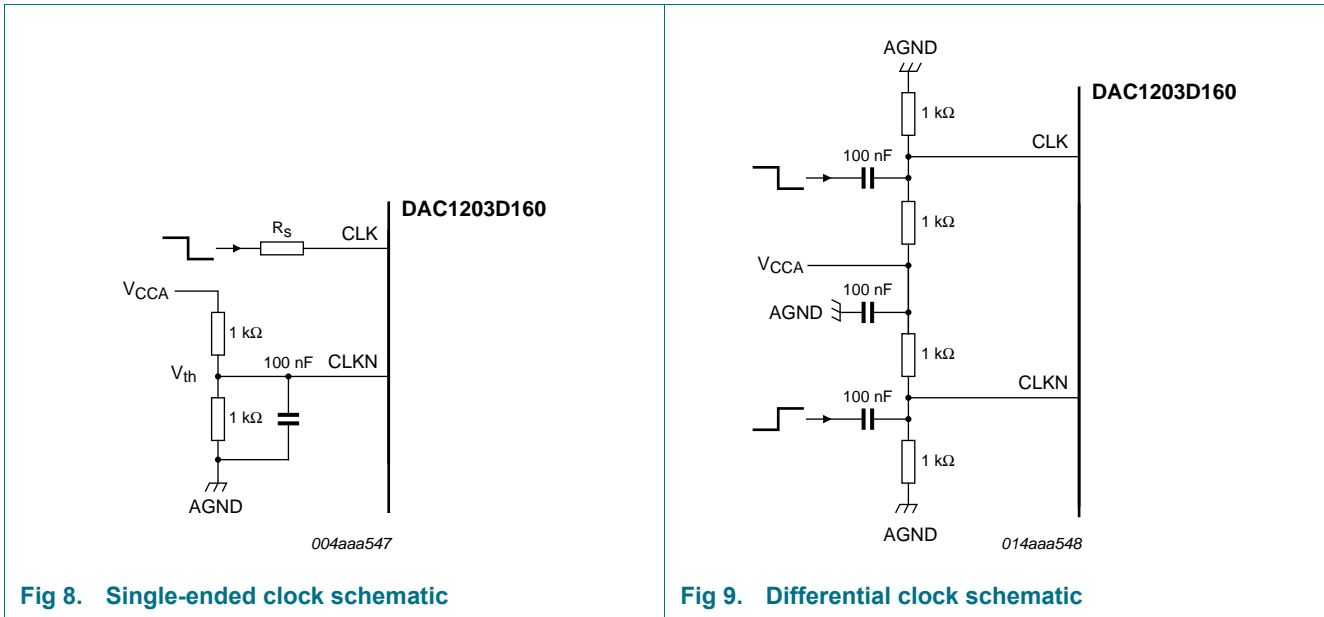 DAC1203D160
RS
CLK
VCCA
1 kΩ
Vth
100 nF
CLKN
1 kΩ
AGND
004aaa547
Fig 8. Single-ended clock schematic
AGND
DAC1203D160
1 kΩ
CLK
100 nF
1 kΩ
VCCA
100 nF
AGND
1 kΩ
CLKN
100 nF
1 kΩ
AGND
014aaa548
Fig 9. Differential clock schematic